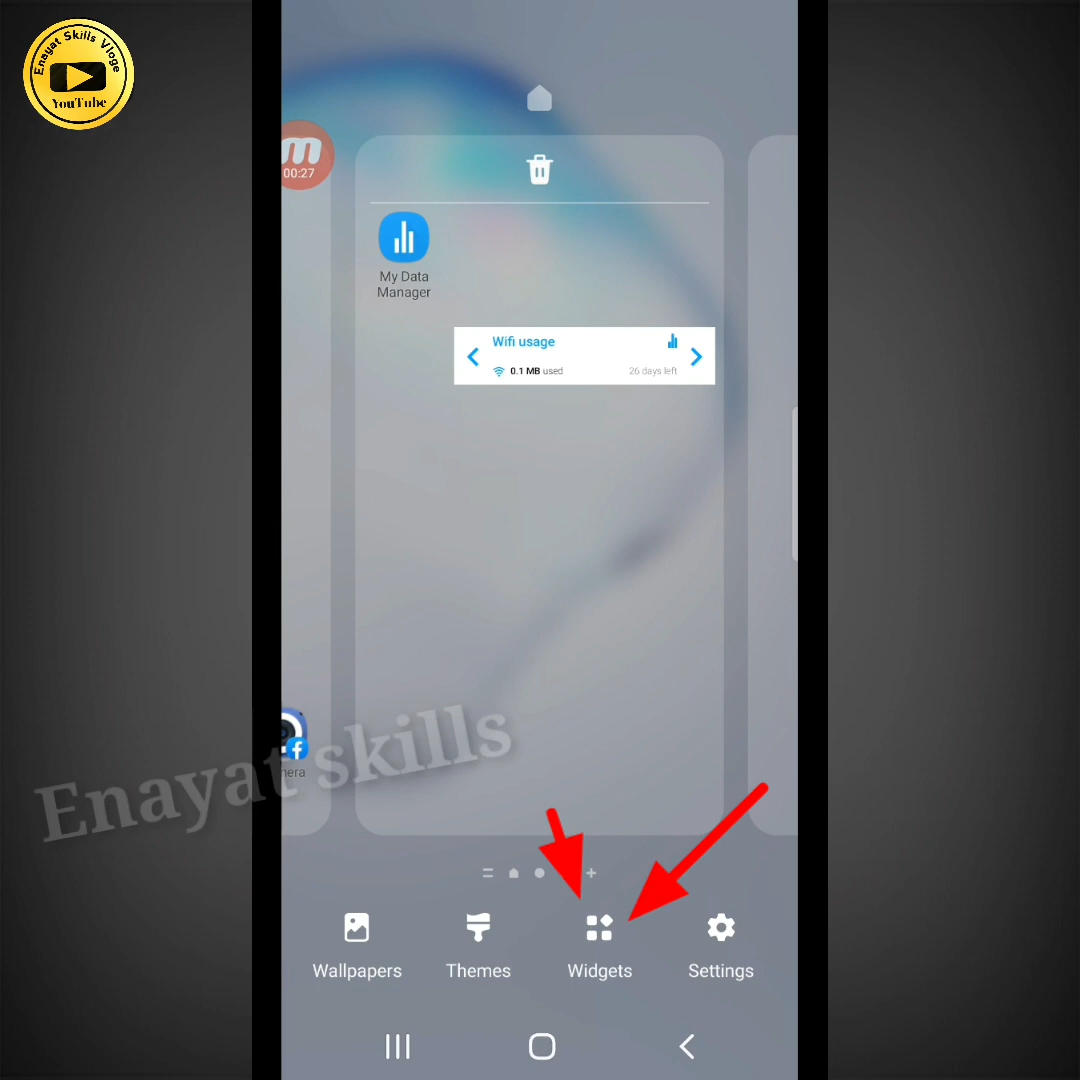 Enayat Skills Vloge
YouTube
m
00:27
My Data
Manager
Wifi usage
0.1 MB used
26 days left
Enayat skills
nera
Wallpapers
Themes
Widgets
Settings